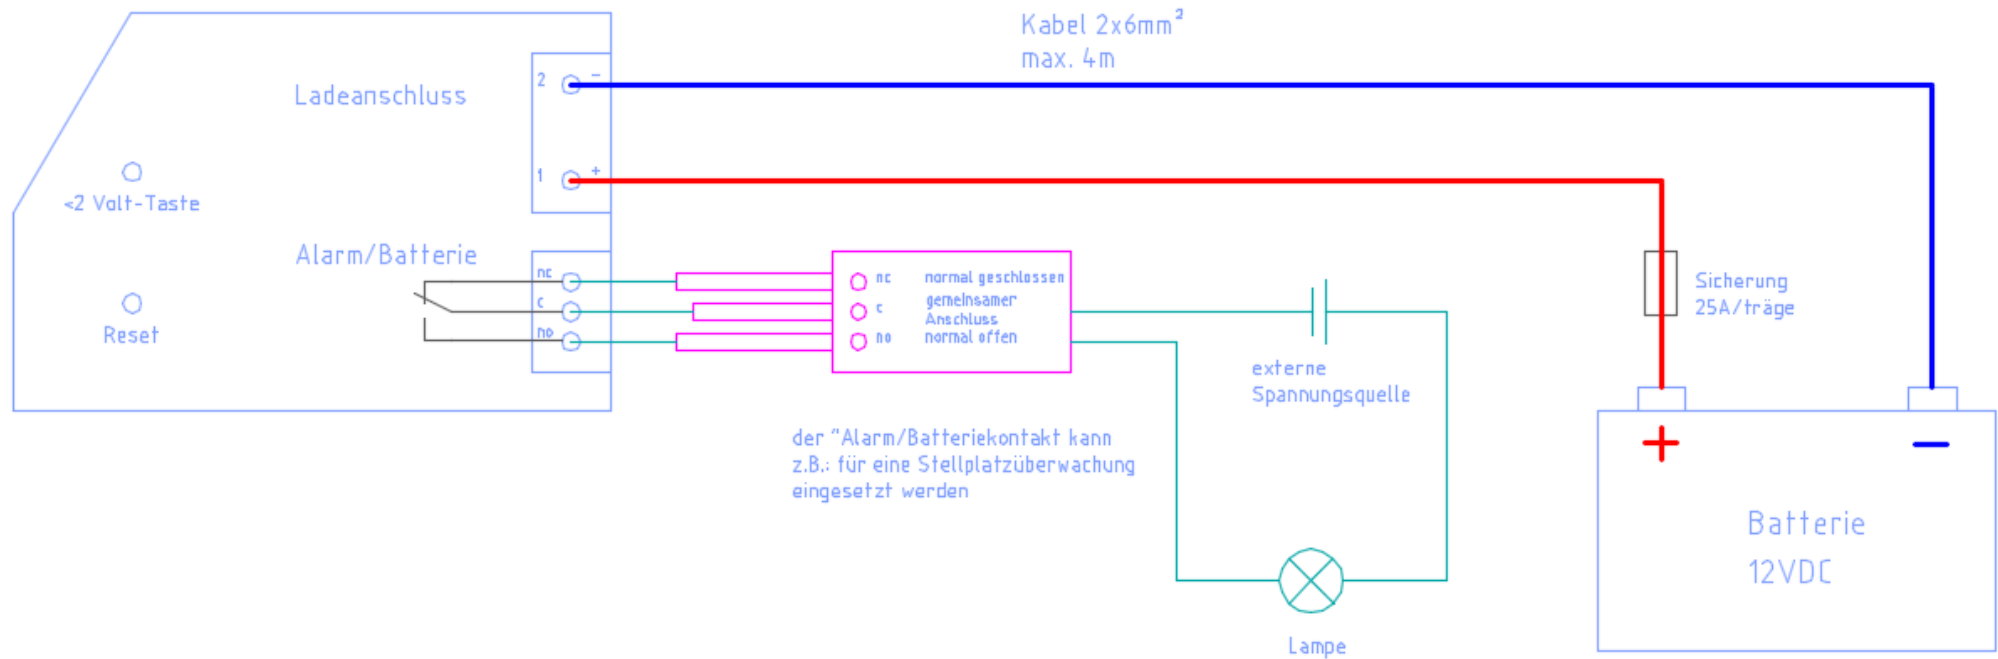 Kabel 2x6mm²
max. 4m
Ladeanschluss
2 -
1 +
<2 Volt-Taste
Alarm/Batterie
nc
c
no
Reset
nc normal geschlossen
c gemeinsamer
Anschluss
no normal offen
externe
Spannungsquelle
Sicherung
25A/träge
der "Alarm/Batteriekontakt kann
z.B.: für eine Stellplatzüberwachung
eingesetzt werden
Lampe
+ -
Batterie
12VDC